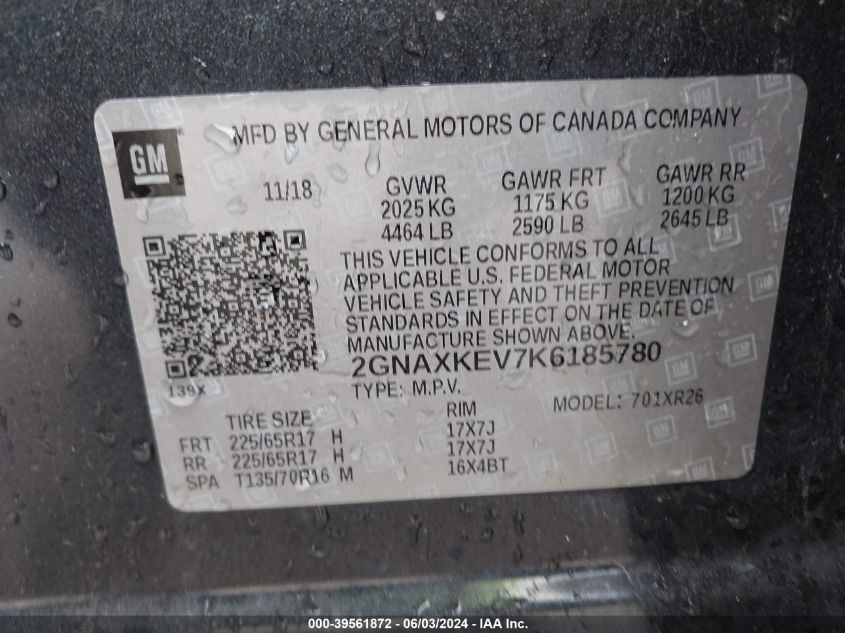 MFD BY GENERAL MOTORS OF CANADA COMPANY
GM
11/18 GVWR GAWR FRT GAWR RR
2025 KG 1175 KG 1200 KG
4464 LB 2590 LB 2645 LB
THIS VEHICLE CONFORMS TO ALL
APPLICABLE U.S. FEDERAL MOTOR
VEHICLE SAFETY AND THEFT PREVENTION
STANDARDS IN EFFECT ON THE DATE OF
MANUFACTURE SHOWN ABOVE.
2GNAXKEV7K6185780
139X
TYPE: M.P.V. MODEL: 701XR26
TIRE SIZE RIM
FRT 225/65R17 H 17X7J
RR 225/65R17 H 17X7J
SPA T135/70R16 M 16X4BT
000-39561872 - 06/03/2024 - IAA Inc.